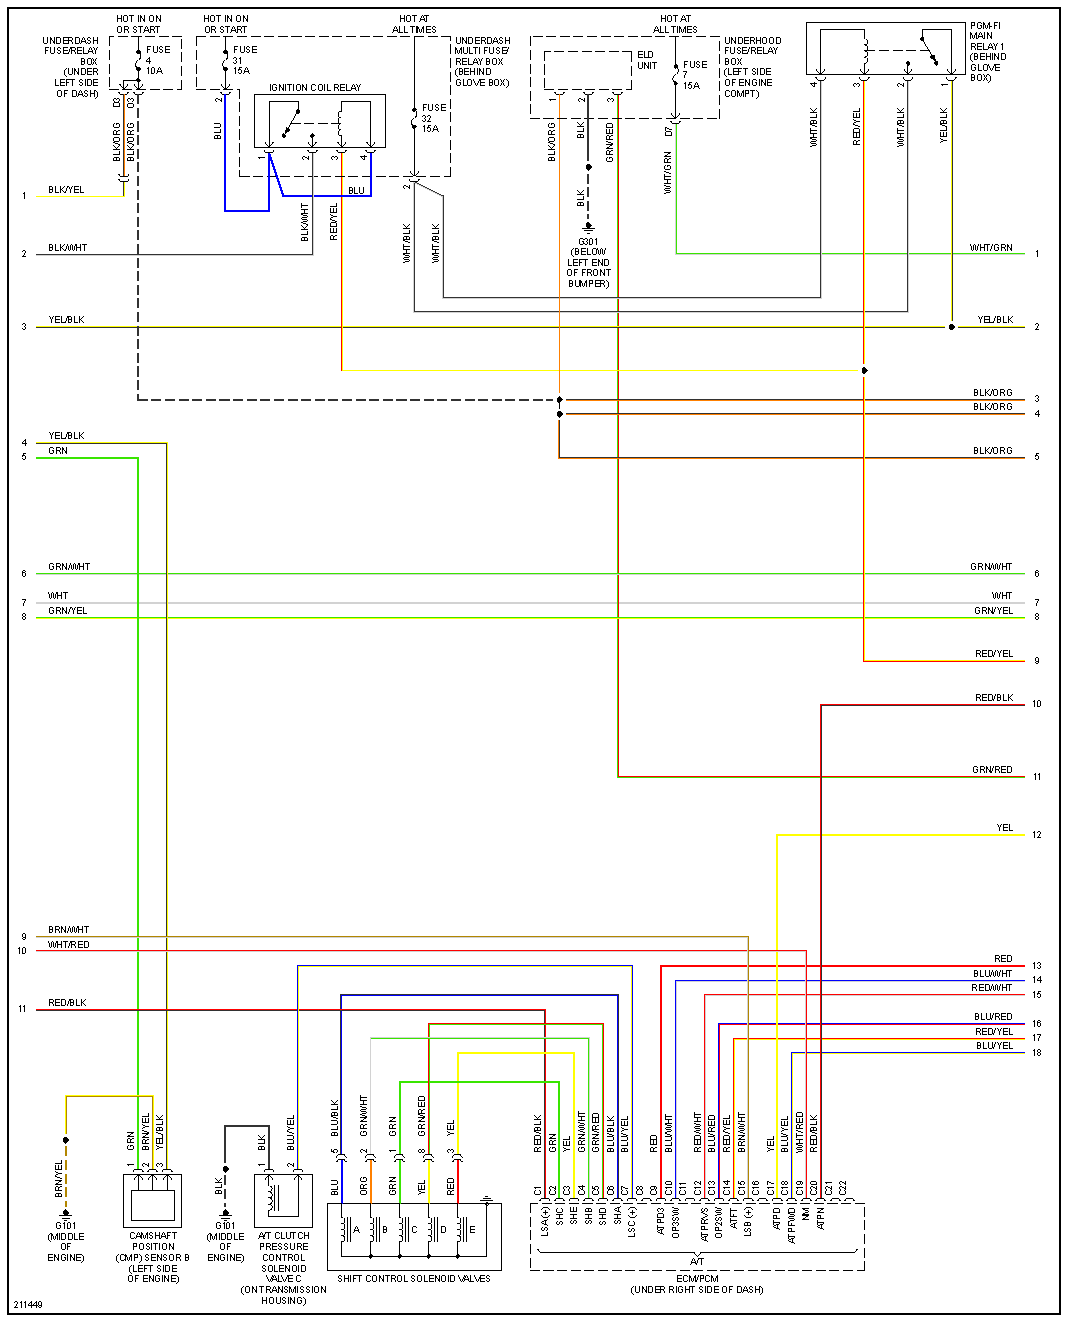 HOT IN ON
OR START
HOT IN ON
OR START
HOT AT
ALL TIMES
HOT AT
ALL TIMES
UNDERDASH
FUSE/RELAY
BOX
(UNDER
LEFT SIDE
OF DASH)
FUSE
4
10A
FUSE
31
15A
UNDERDASH
MULTI FUSE/
RELAY BOX
(BEHIND
GLOVE BOX)
IGNITION COIL RELAY
FUSE
32
15A
ELD
UNIT
FUSE
7
15A
UNDERHOOD
FUSE/RELAY
BOX
(LEFT SIDE
OF ENGINE
COMPT)
PGM-FI
MAIN
RELAY 1
(BEHIND
GLOVE
BOX)
D3
O3
2
1
2
3
4
2
1
2
3
D7
4
3
2
1
BLK/ORG
BLK/ORG
BLU
BLU
BLK/WHT
RED/YEL
WHT/BLK
WHT/BLK
BLK/ORG
BLK
GRN/RED
WHT/GRN
WHT/BLK
RED/YEL
WHT/BLK
YEL/BLK
BLK
G301
(BELOW
LEFT END
OF FRONT
BUMPER)
1 BLK/YEL
2 BLK/WHT
3 YEL/BLK
4 YEL/BLK
5 GRN
6 GRN/WHT
7 WHT
8 GRN/YEL
9 BRN/WHT
10 WHT/RED
11 RED/BLK
WHT/GRN 1
YEL/BLK 2
BLK/ORG 3
BLK/ORG 4
BLK/ORG 5
GRN/WHT 6
WHT 7
GRN/YEL 8
RED/YEL 9
RED/BLK 10
GRN/RED 11
YEL 12
RED 13
BLU/WHT 14
RED/WHT 15
BLU/RED 16
RED/YEL 17
BLU/YEL 18
BRN/YEL
GRN
BRN/YEL
YEL/BLK
1
2
3
G101
(MIDDLE
OF
ENGINE)
CAMSHAFT
POSITION
(CMP) SENSOR B
(LEFT SIDE
OF ENGINE)
BLK
BLK
BLU/YEL
1
2
G101
(MIDDLE
OF
ENGINE)
A/T CLUTCH
PRESSURE
CONTROL
SOLENOID
VALVE C
(ON TRANSMISSION
HOUSING)
BLU/BLK
GRN/WHT
GRN
GRN/RED
YEL
5
2
1
8
3
BLU
ORG
GRN
YEL
RED
A
B
C
D
E
SHIFT CONTROL SOLENOID VALVES
RED/BLK
GRN
YEL
GRN/WHT
GRN/RED
BLU/BLK
BLU/YEL
RED
BLU/WHT
RED/WHT
BLU/RED
RED/YEL
BRN/WHT
YEL
BLU/YEL
WHT/RED
RED/BLK
C1
C2
C3
C4
C5
C6
C7
C8
C9
C10
C11
C12
C13
C14
C15
C16
C17
C18
C19
C20
C21
C22
LSA (+)
SHC
SHE
SHB
SHD
SHA
LSC (+)
ATPD3
OP3SW
ATPRVS
OP2SW
ATFT
LSB (+)
ATPD
ATPFWD
NM
ATPN
A/T
ECM/PCM
(UNDER RIGHT SIDE OF DASH)
211449